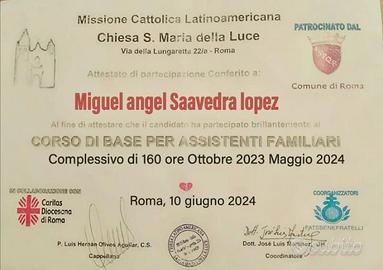 Missione Cattolica Latinoamericana
Chiesa S. Maria della Luce
Via della Lungaretta 22/a - Roma
PATROCINATO DAL
S.P.Q.R.
Comune di Roma
Attestato di partecipazione Conferito a:
Miguel angel Saavedra lopez
Al fine di attestare che il candidato ha partecipato brillantemente al
CORSO DI BASE PER ASSISTENTI FAMILIARI
Complessivo di 160 ore Ottobre 2023 Maggio 2024
IN COLLABORAZIONE CON
Caritas
Diocesana
di Roma
Roma, 10 giugno 2024
COORGANIZZATORI
FATEBENEFRATELLI
P. Luis Hernán Olivos Aguilar, C.S.
Cappellano
Dott. José Luis Martinez, OH
Coordinatore